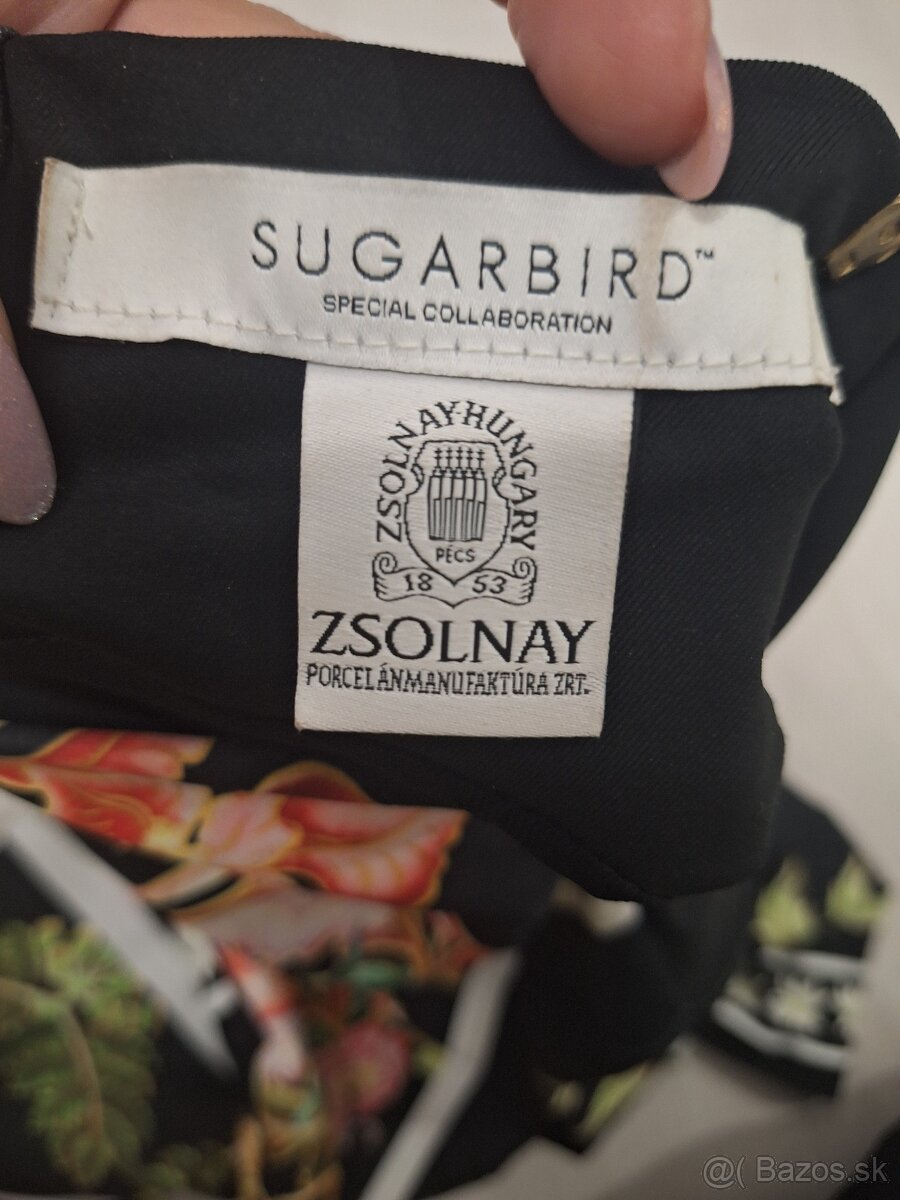 SUGARBIRD™
SPECIAL COLLABORATION
ZSOLNAY·HUNGARY
PÉCS
18 53
ZSOLNAY
PORCELÁNMANUFAKTÚRA ZRT.
@( Bazos.sk